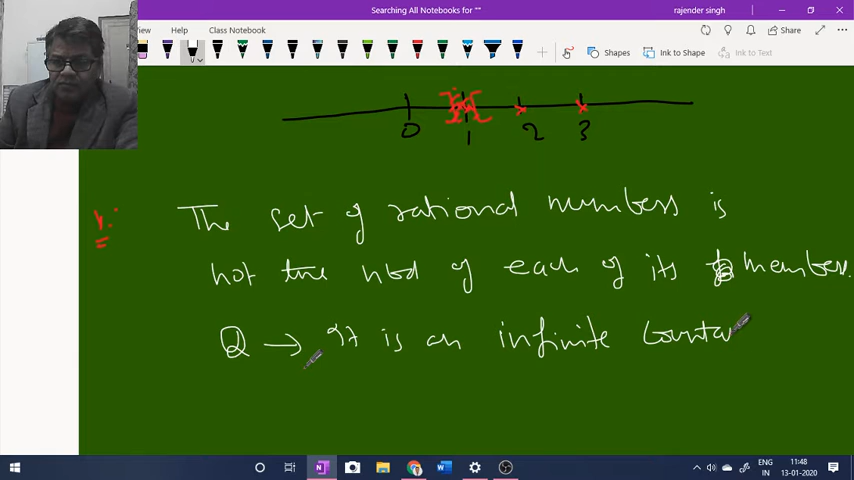 Searching All Notebooks for ""
rajender singh
View
Help
Class Notebook
Share
Shapes
Ink to Shape
Ink to Text
0 1 2 3
The set of rational numbers is
not the nbd of each of its members.
Q → It is an infinite counta
ENG
IN
11:48
13-01-2020